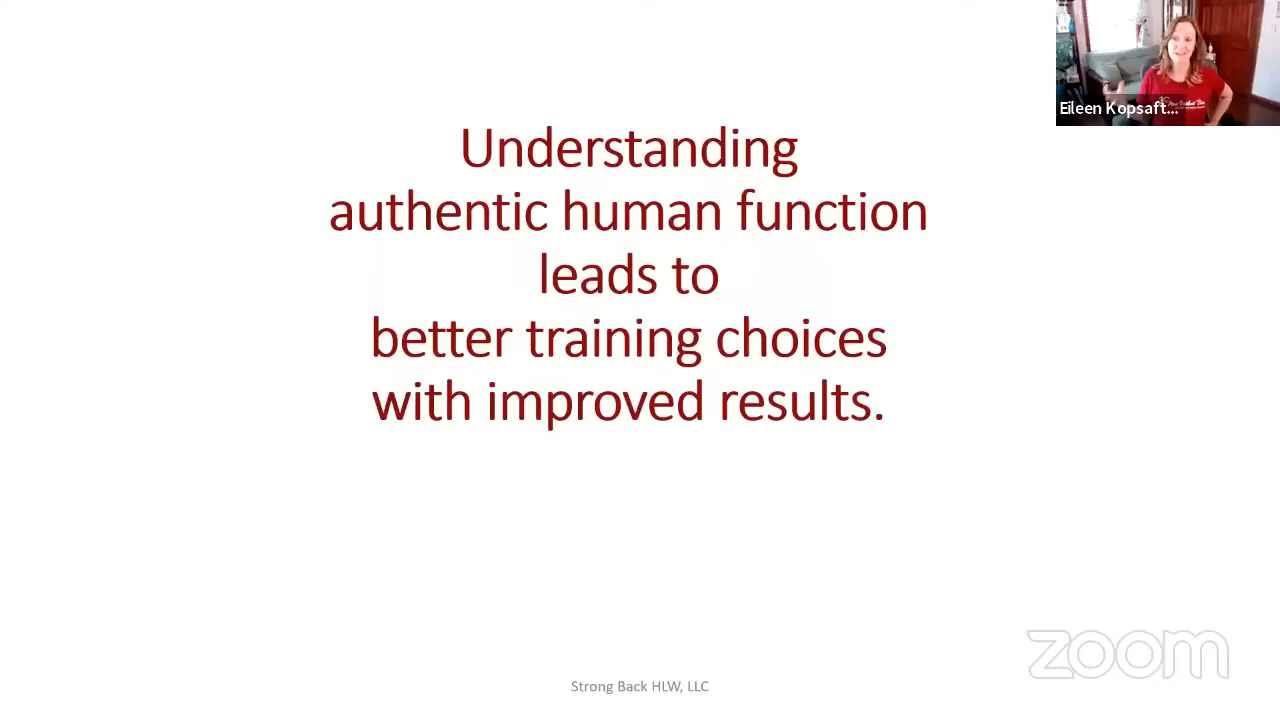 Understanding
authentic human function
leads to
better training choices
with improved results.
Eileen Kopsaft...
zoom
Strong Back HLW, LLC